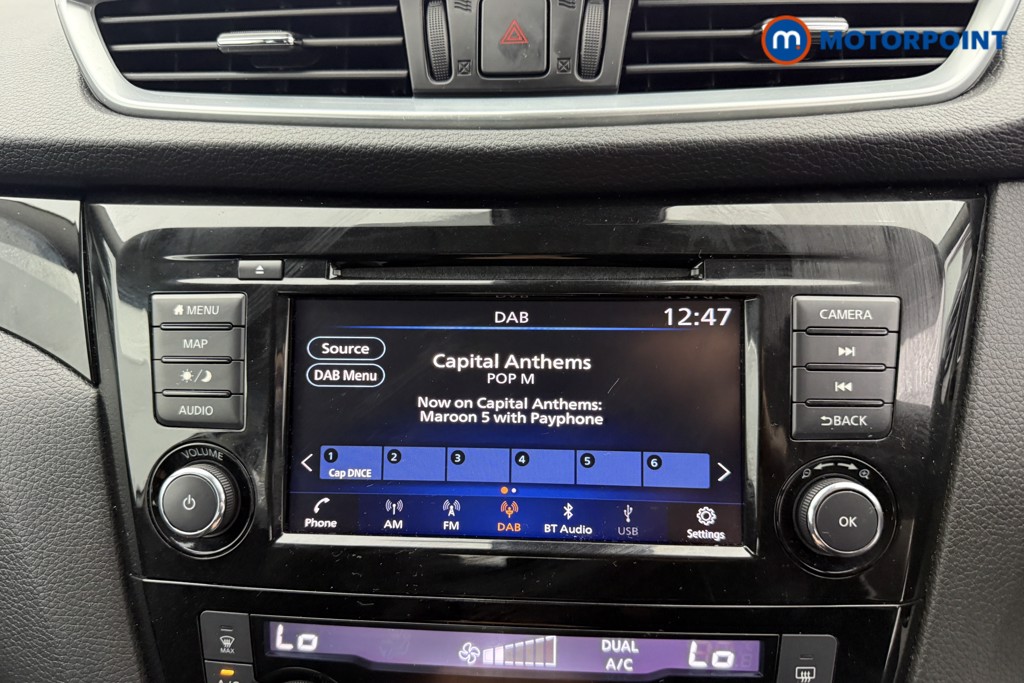 m MOTORPOINT
MENU
MAP
AUDIO
VOLUME
DAB
12:47
Source
DAB Menu
Capital Anthems
POP M
Now on Capital Anthems:
Maroon 5 with Payphone
1 2 3 4 5 6
Cap DNCE
Phone AM FM DAB BT Audio USB Settings
CAMERA
BACK
OK
MAX
A/C
Lo
DUAL
A/C
Lo